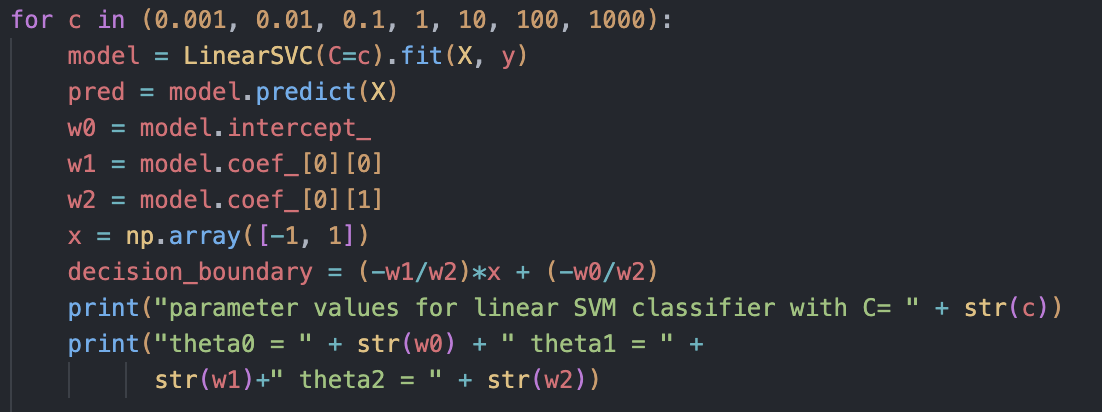 for c in (0.001, 0.01, 0.1, 1, 10, 100, 1000):
    model = LinearSVC(C=c).fit(X, y)
    pred = model.predict(X)
    w0 = model.intercept_
    w1 = model.coef_[0][0]
    w2 = model.coef_[0][1]
    x = np.array([-1, 1])
    decision_boundary = (-w1/w2)*x + (-w0/w2)
    print("parameter values for linear SVM classifier with C= " + str(c))
    print("theta0 = " + str(w0) + " theta1 = " +
          str(w1)+" theta2 = " + str(w2))